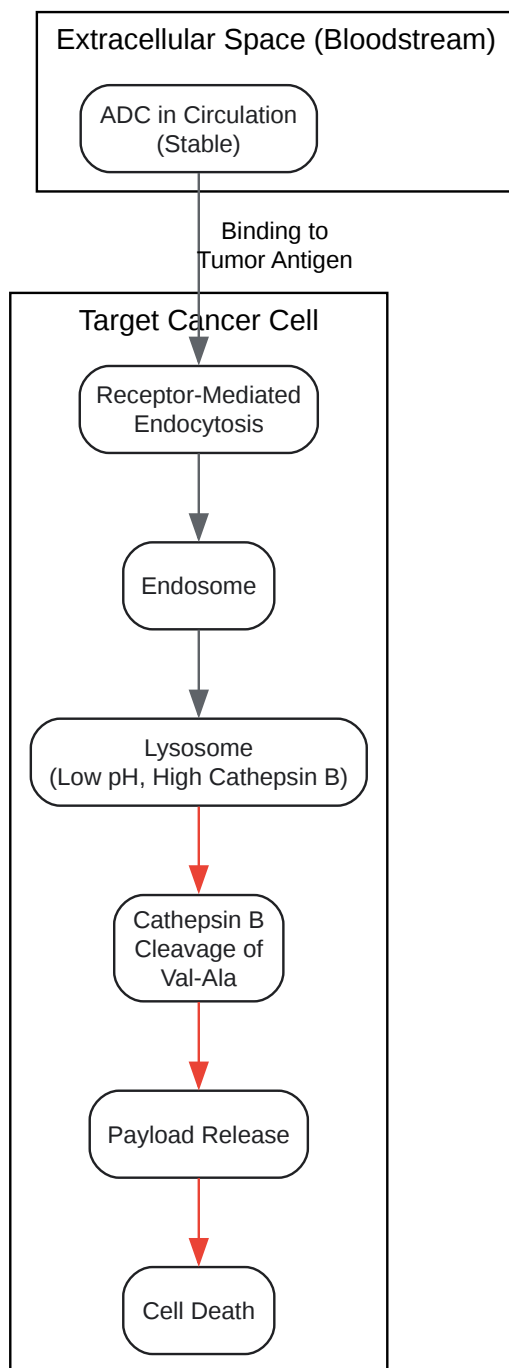 Extracellular Space (Bloodstream)
ADC in Circulation
(Stable)
Binding to
Tumor Antigen
Target Cancer Cell
Receptor-Mediated
Endocytosis
Endosome
Lysosome
(Low pH, High Cathepsin B)
Cathepsin B
Cleavage of
Val-Ala
Payload Release
Cell Death